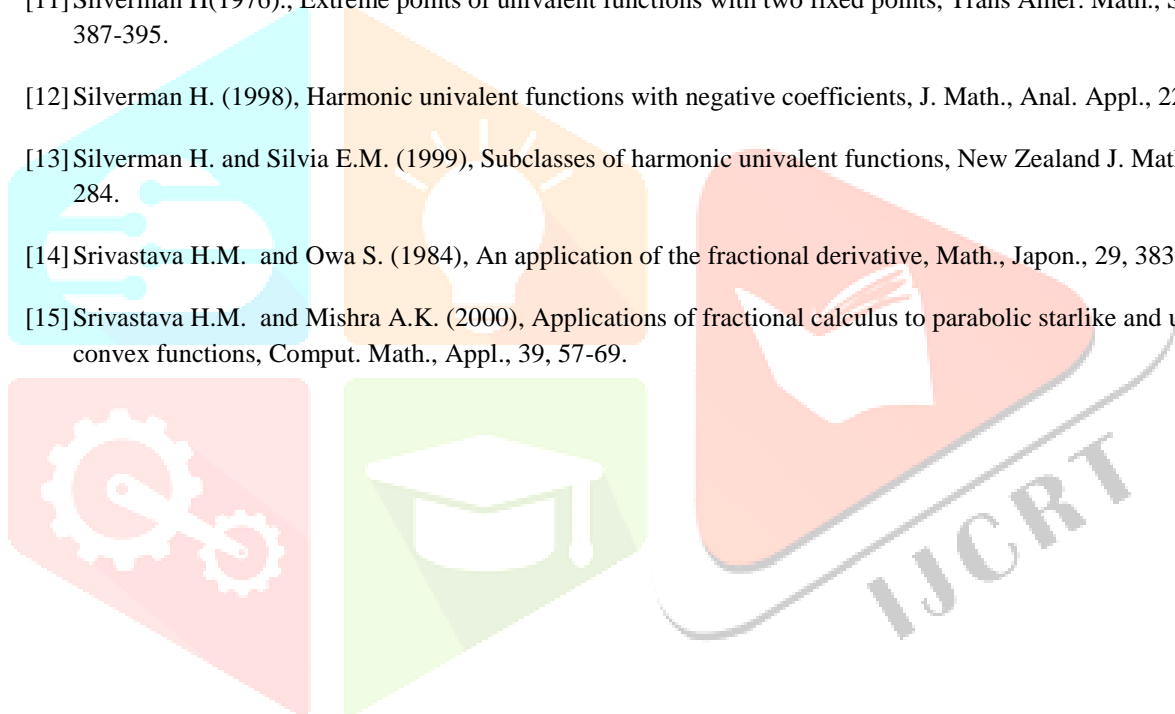 [11] Silverman H(1976)., Extreme points of univalent functions with two fixed points, Trans Amer. Math.,
387-395.
[12] Silverman H. (1998), Harmonic univalent functions with negative coefficients, J. Math., Anal. Appl.,
[13] Silverman H. and Silvia E.M. (1999), Subclasses of harmonic univalent functions, New Zealand J.
284.
[14] Srivastava H.M. and Owa S. (1984), An application of the fractional derivative, Math., Japon., 29, 383
[15] Srivastava H.M. and Mishra A.K. (2000), Applications of fractional calculus to parabolic starlike and
convex functions, Comput. Math., Appl., 39, 57-69.
IJCRT